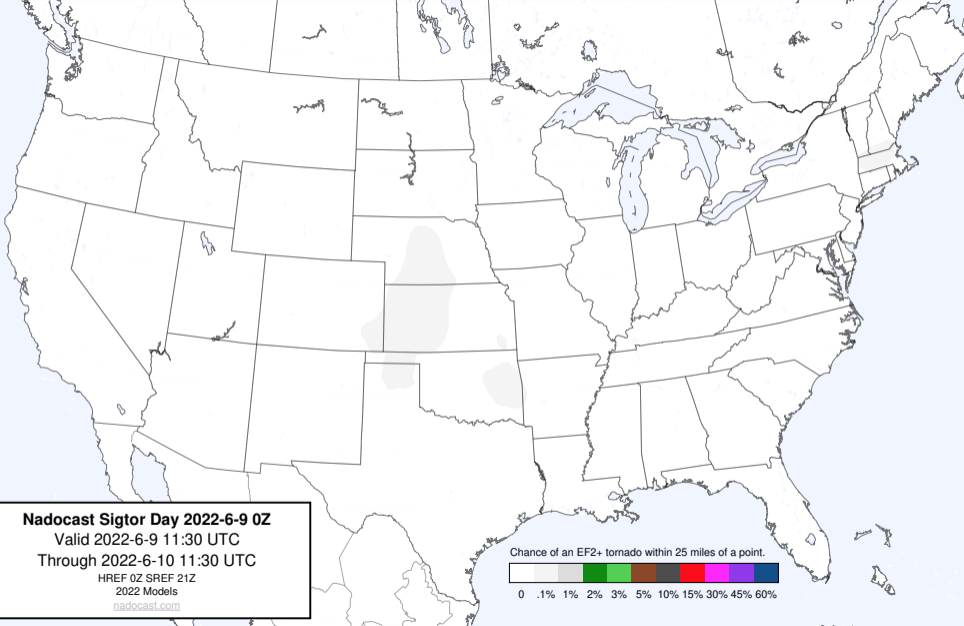 Nadocast Sigtor Day 2022-6-9 0Z
Valid 2022-6-9 11:30 UTC
Through 2022-6-10 11:30 UTC
HREF 0Z SREF 21Z
2022 Models
nadocast.com
Chance of an EF2+ tornado within 25 miles of a point.
0 .1% 1% 2% 3% 5% 10% 15% 30% 45% 60%